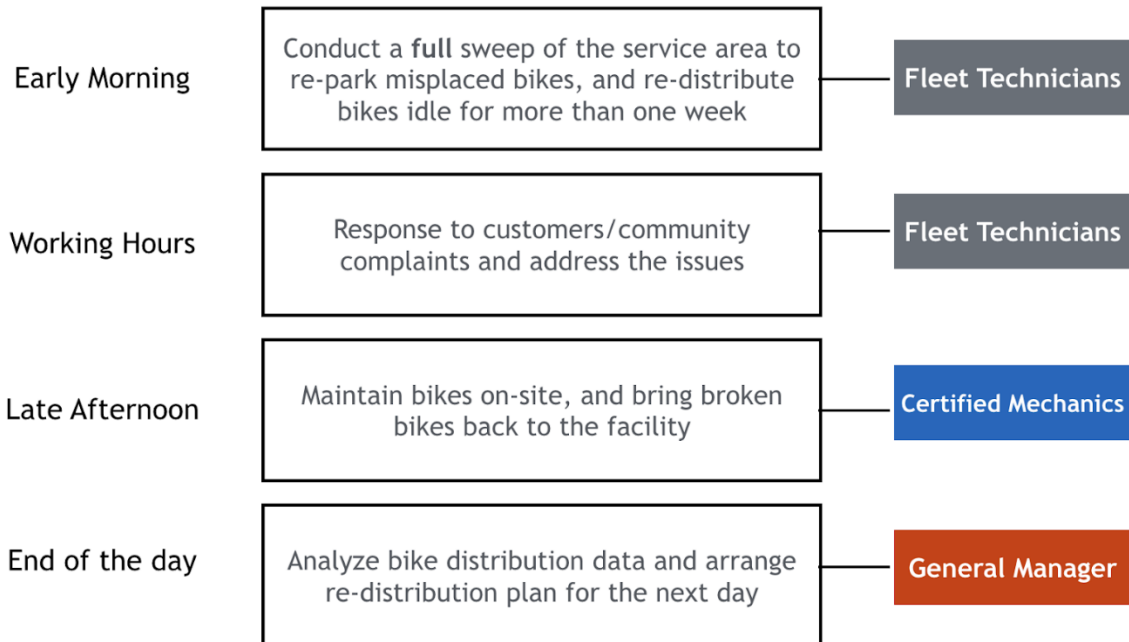 Early Morning
Conduct a full sweep of the service area to
re-park misplaced bikes, and re-distribute
bikes idle for more than one week
Fleet Technicians
Working Hours
Response to customers/community
complaints and address the issues
Fleet Technicians
Late Afternoon
Maintain bikes on-site, and bring broken
bikes back to the facility
Certified Mechanics
End of the day
Analyze bike distribution data and arrange
re-distribution plan for the next day
General Manager